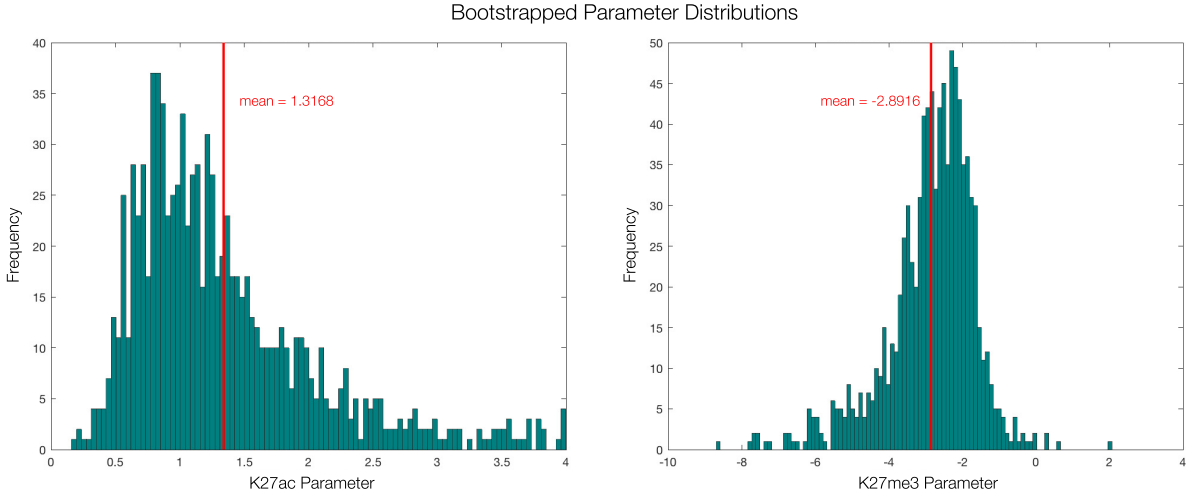 Bootstrapped Parameter Distributions
40
35
30
25
20
15
10
5
0
Frequency
mean = 1.3168
0 0.5 1 1.5 2 2.5 3 3.5 4
K27ac Parameter
50
45
40
35
30
25
20
15
10
5
0
Frequency
mean = -2.8916
-10 -8 -6 -4 -2 0 2 4
K27me3 Parameter